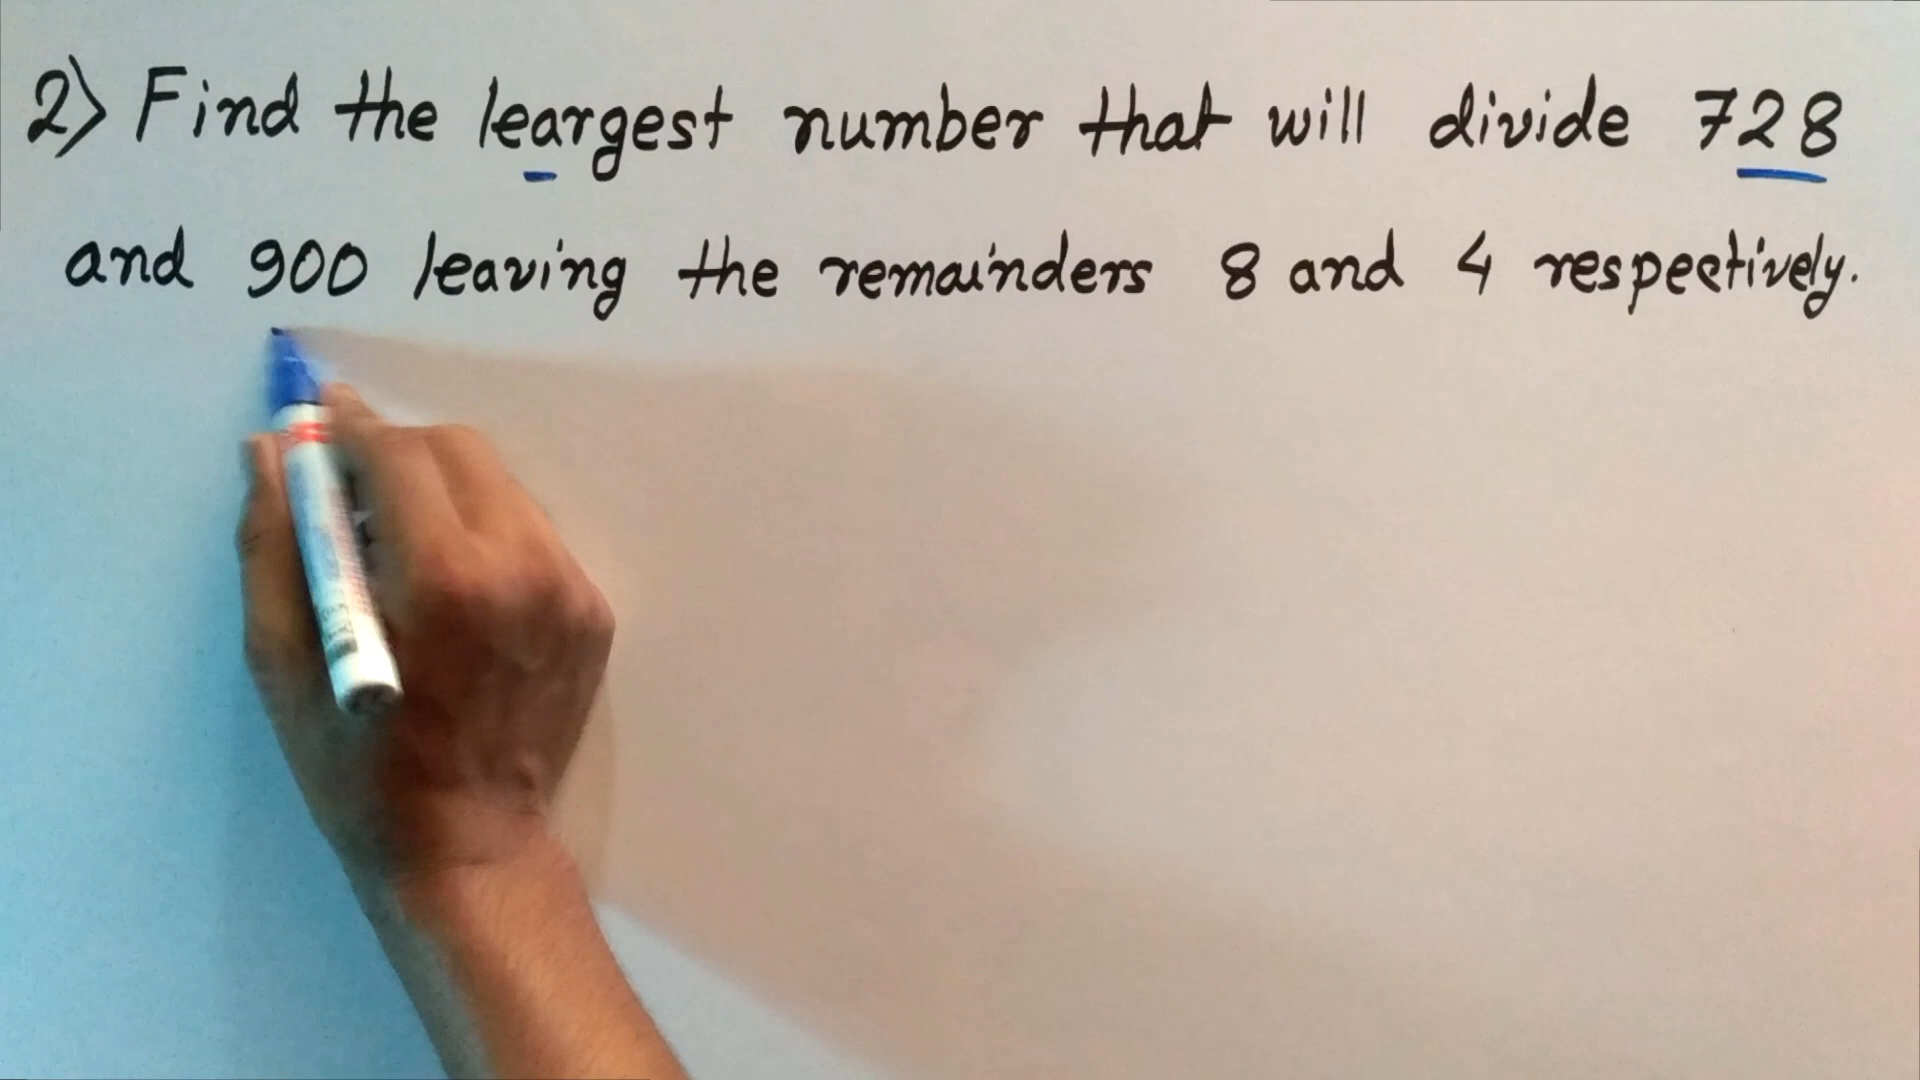 2) Find the leargest number that will divide 728
and 900 leaving the remainders 8 and 4 respectively.